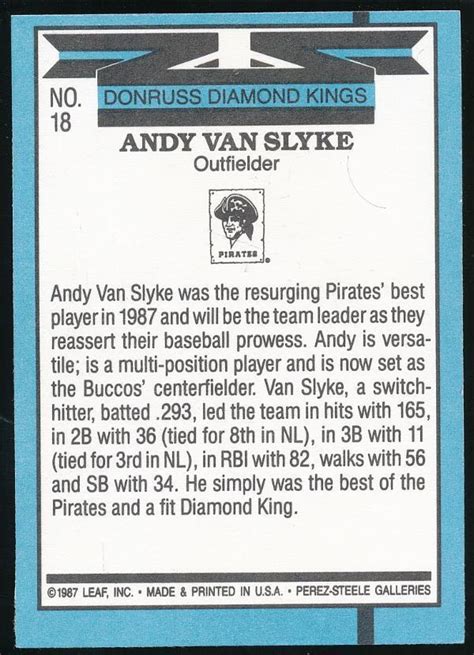 NO.
18
DONRUSS DIAMOND KINGS
ANDY VAN SLYKE
Outfielder
PIRATES
®
Andy Van Slyke was the resurging Pirates' best
player in 1987 and will be the team leader as they
reassert their baseball prowess. Andy is versa-
tile; is a multi-position player and is now set as
the Buccos' centerfielder. Van Slyke, a switch-
hitter, batted .293, led the team in hits with 165,
in 2B with 36 (tied for 8th in NL), in 3B with 11
(tied for 3rd in NL), in RBI with 82, walks with 56
and SB with 34. He simply was the best of the
Pirates and a fit Diamond King.
©1987 LEAF, INC. • MADE & PRINTED IN U.S.A. • PEREZ-STEELE GALLERIES